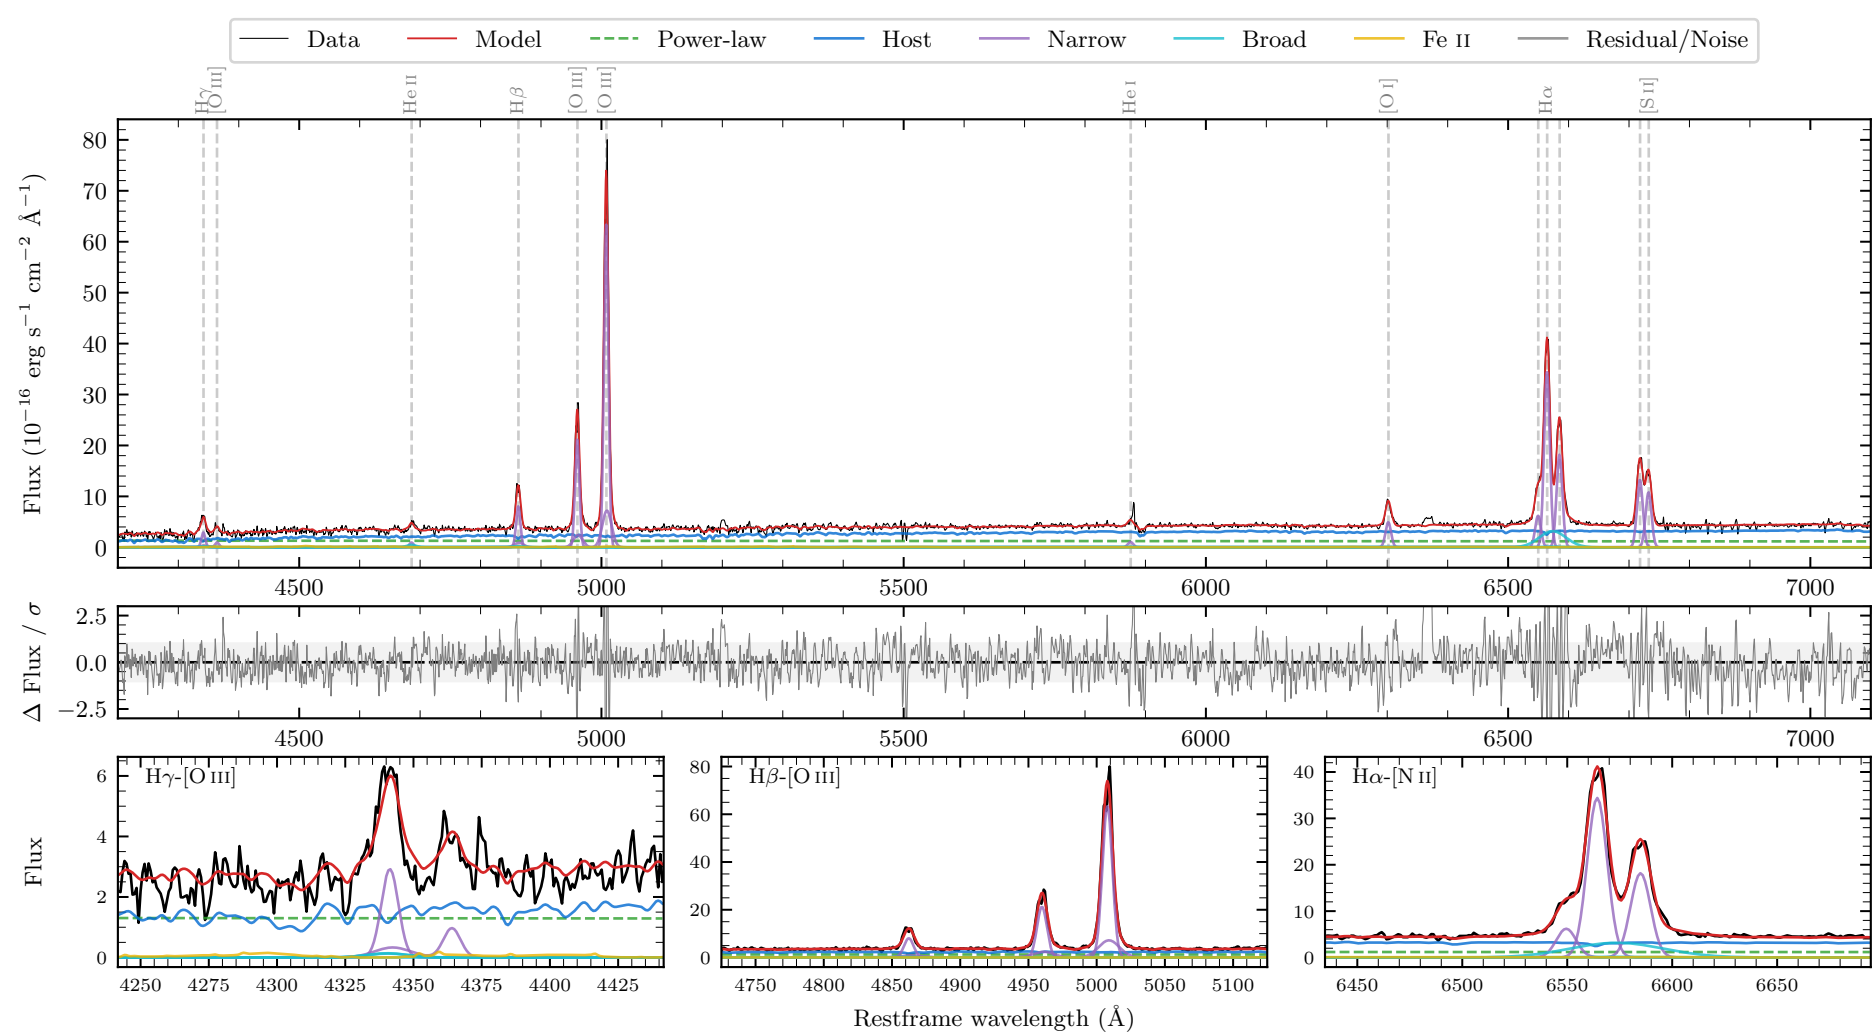 Data Model Power-law Host Narrow Broad Fe II Residual/Noise
Hγ [O III] He II Hβ [O III] [O III] He I [O I] Hα [S II]
Flux (10−16 erg s−1 cm−2 Å−1)
80
70
60
50
40
30
20
10
0
4500 5000 5500 6000 6500 7000
Δ Flux / σ
2.5
0.0
−2.5
4500 5000 5500 6000 6500 7000
Flux
Hγ-[O III]
6
4
2
0
4250 4275 4300 4325 4350 4375 4400 4425
Hβ-[O III]
80
60
40
20
0
4750 4800 4850 4900 4950 5000 5050 5100
Hα-[N II]
40
30
20
10
0
6450 6500 6550 6600 6650
Restframe wavelength (Å)